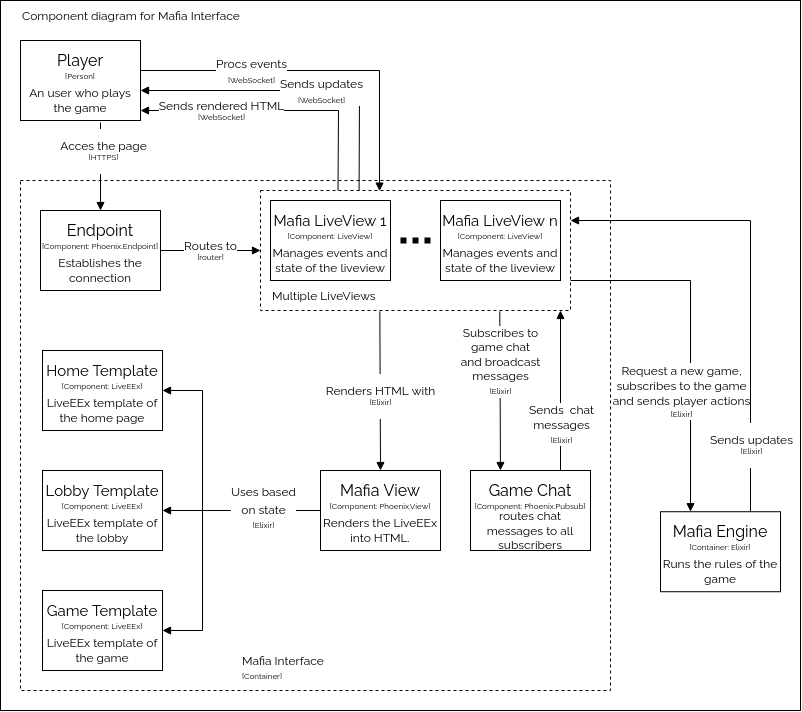 Component diagram for Mafia Interface
Player
[Person]
An user who plays
the game
Procs events
[WebSocket]
Sends updates
[WebSocket]
Sends rendered HTML
[WebSocket]
Acces the page
[HTTPS]
Endpoint
[Component: Phoenix.Endpoint]
Establishes the
connection
Routes to
[router]
Mafia LiveView 1
[Component: LiveView]
Manages events and
state of the liveview
Mafia LiveView n
[Component: LiveView]
Manages events and
state of the liveview
Multiple LiveViews
Renders HTML with
[Elixir]
Subscribes to
game chat
and broadcast
messages
[Elixir]
Sends chat
messages
[Elixir]
Request a new game,
subscribes to the game
and sends player actions
[Elixir]
Sends updates
[Elixir]
Home Template
[Component: LiveEEx]
LiveEEx template of
the home page
Lobby Template
[Component: LiveEEx]
LiveEEx template of
the lobby
Game Template
[Component: LiveEEx]
LiveEEx template of
the game
Uses based
on state
[Elixir]
Mafia View
[Component: Phoenix.View]
Renders the LiveEEx
into HTML.
Game Chat
[Component: Phoenix.Pubsub]
routes chat
messages to all
subscribers
Mafia Engine
[Container: Elixir]
Runs the rules of the
game
Mafia Interface
[Container]